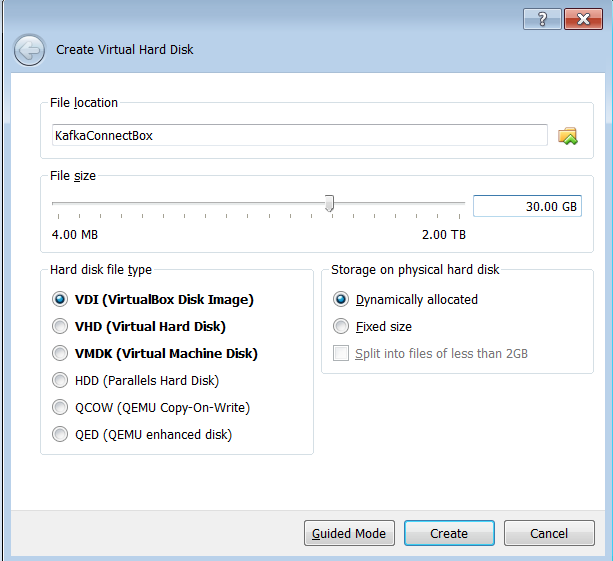 ?
Create Virtual Hard Disk
File location
KafkaConnectBox
File size
30.00 GB
4.00 MB 2.00 TB
Hard disk file type
VDI (VirtualBox Disk Image)
VHD (Virtual Hard Disk)
VMDK (Virtual Machine Disk)
HDD (Parallels Hard Disk)
QCOW (QEMU Copy-On-Write)
QED (QEMU enhanced disk)
Storage on physical hard disk
Dynamically allocated
Fixed size
Split into files of less than 2GB
Guided Mode Create Cancel